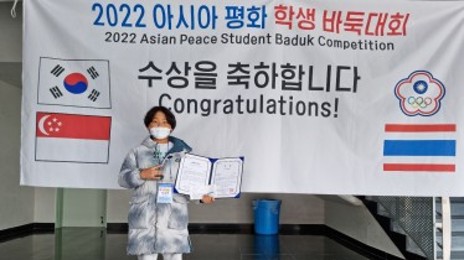 2022 아시아 평화 학생 바둑대회
2022 Asian Peace Student Baduk Competition
수상을 축하합니다
Congratulations!